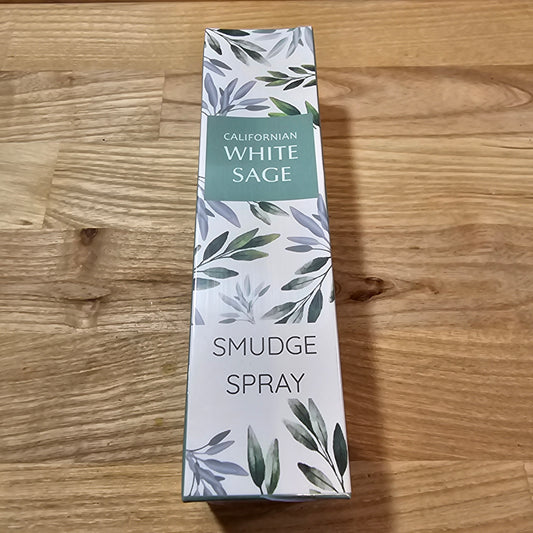 CALIFORNIAN
WHITE
SAGE
SMUDGE
SPRAY